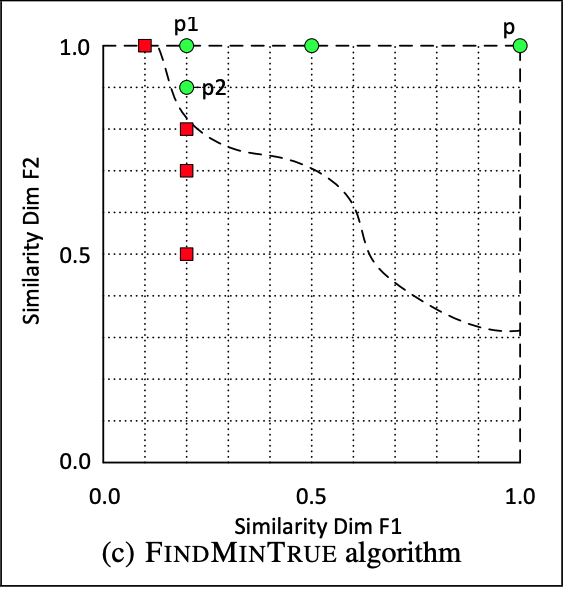 p1
p
1.0
p2
Similarity Dim F2
0.5
0.0
0.0
0.5
1.0
Similarity Dim F1
(c) FINDMINTRUE algorithm